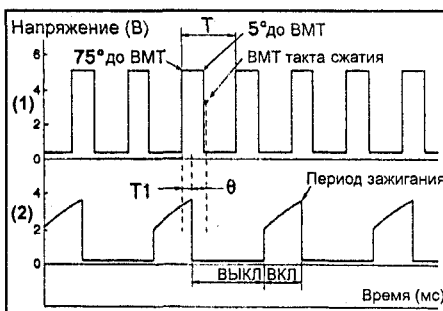 Напряжение (В)
T
5° до ВМТ
75° до ВМТ
ВМТ такта сжатия
6
(1)
4
2
0
T1
θ
Период зажигания
4
(2)
2
0
ВЫКЛ
ВКЛ
Время (мс)